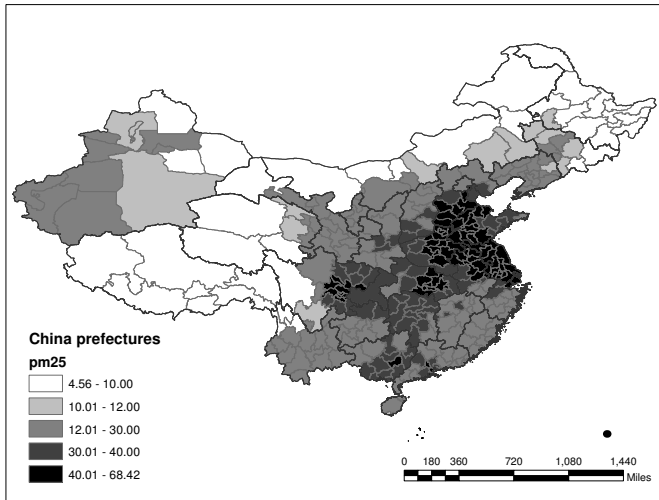 China prefectures
pm25
4.56 - 10.00
10.01 - 12.00
12.01 - 30.00
30.01 - 40.00
40.01 - 68.42
0 180 360 720 1,080 1,440
Miles